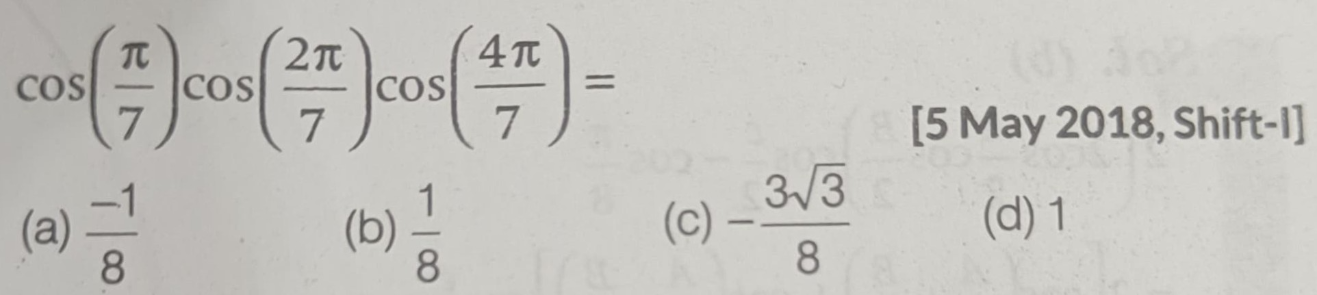 cos(π/7)cos(2π/7)cos(4π/7)=
[5 May 2018, Shift-I]
(a) -1/8 (b) 1/8 (c) -3√3/8 (d) 1